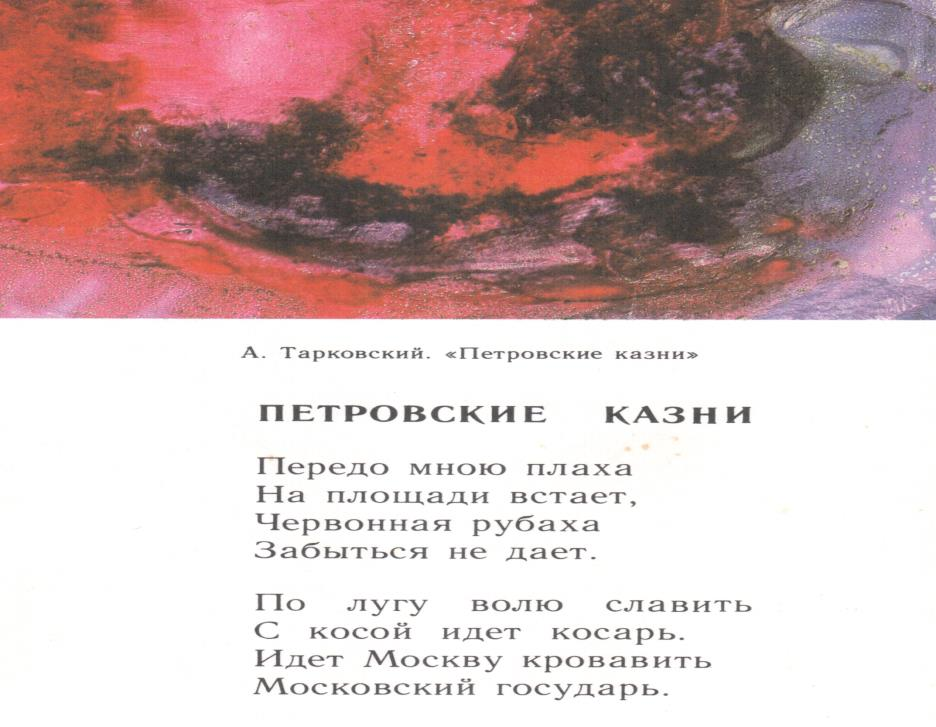 А. Тарковский. «Петровские казни»
ПЕТРОВСКИЕ КАЗНИ
Передо мною плаха
На площади встает,
Червонная рубаха
Забыться не дает.
По лугу волю славить
С косой идет косарь.
Идет Москву кровавить
Московский государь.